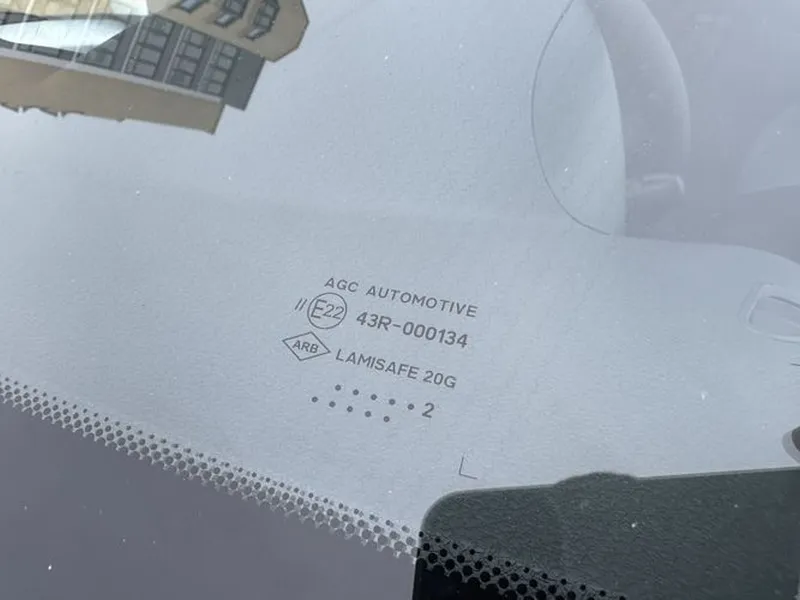 AGC AUTOMOTIVE
// E22 43R-000134
ARB LAMISAFE 20G
2